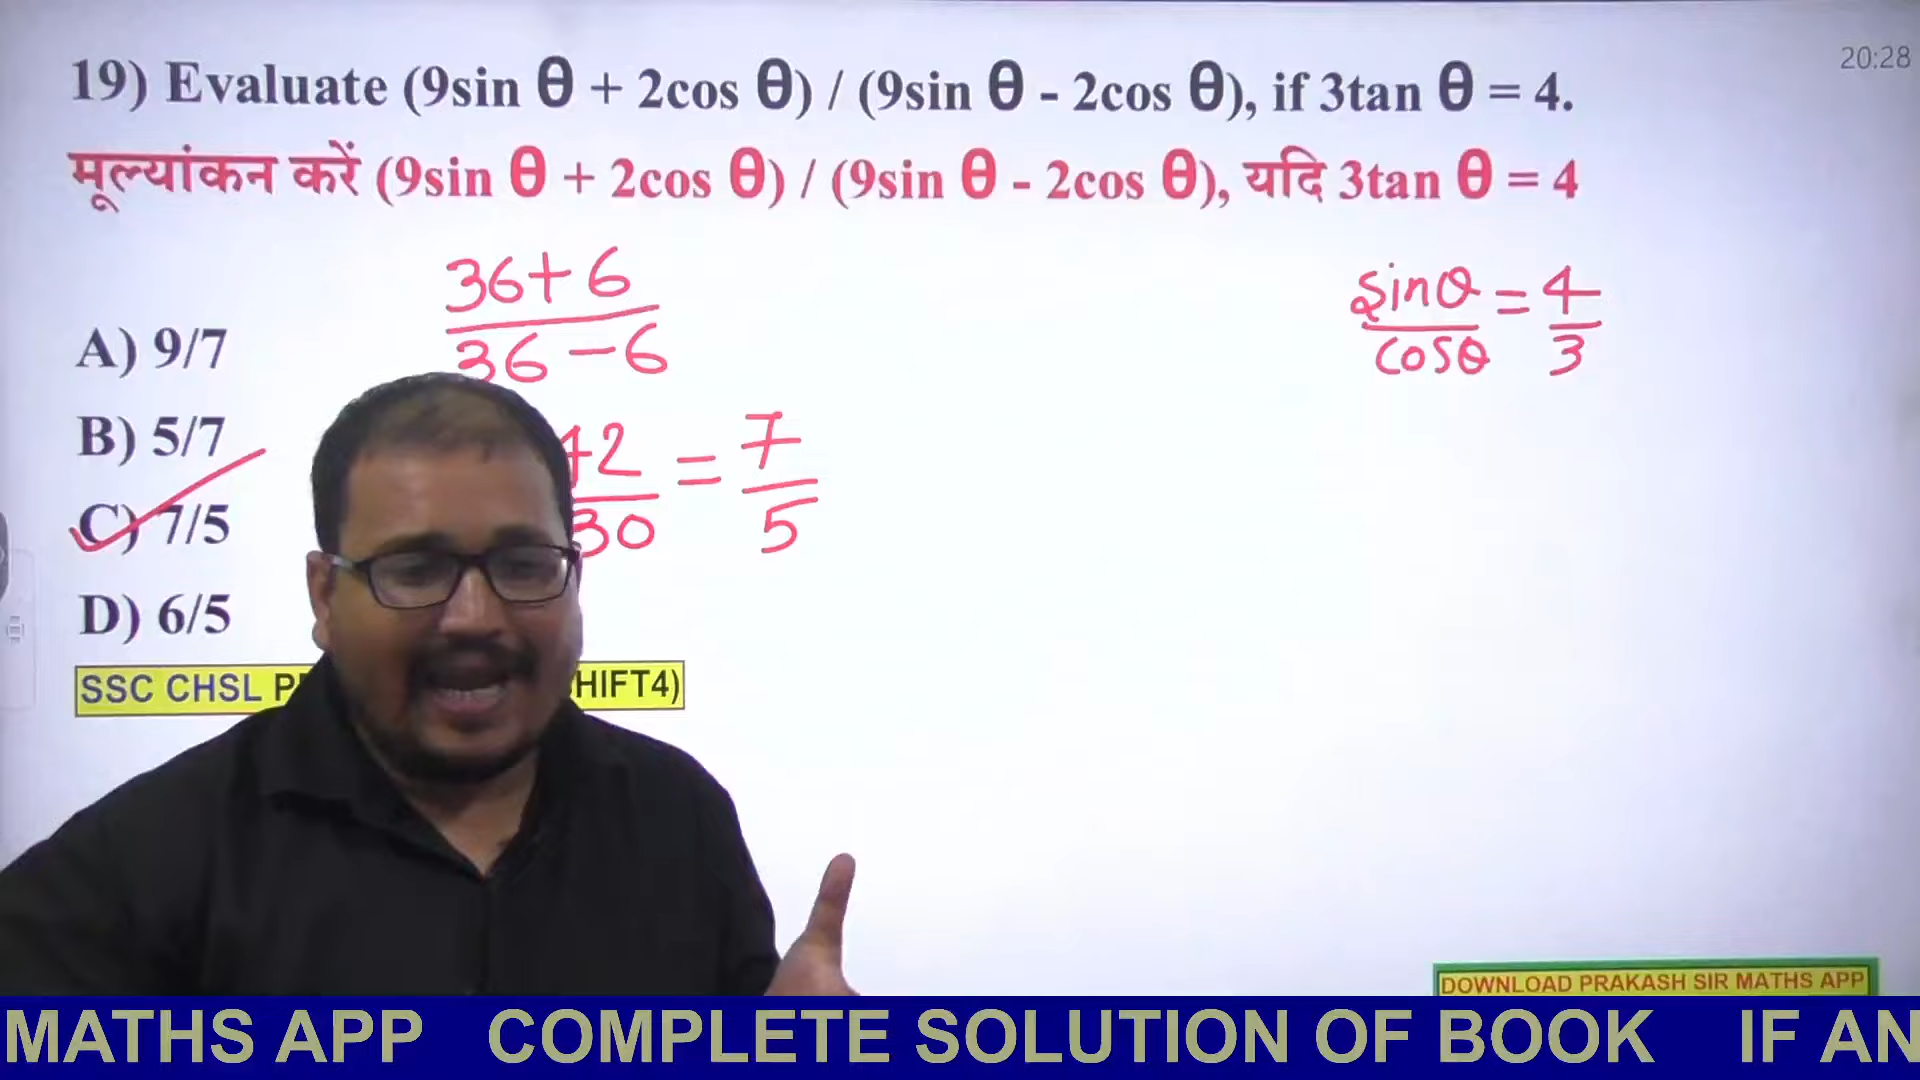 20:28
19) Evaluate (9sin θ + 2cos θ) / (9sin θ - 2cos θ), if 3tan θ = 4.
मूल्यांकन करें (9sin θ + 2cos θ) / (9sin θ - 2cos θ), यदि 3tan θ = 4
36+6
36-6
sinθ = 4
cosθ 3
A) 9/7
B) 5/7
42 = 7
30 5
C) 7/5
D) 6/5
SSC CHSL HIFT4)
DOWNLOAD PRAKASH SIR MATHS APP
MATHS APP COMPLETE SOLUTION OF BOOK IF